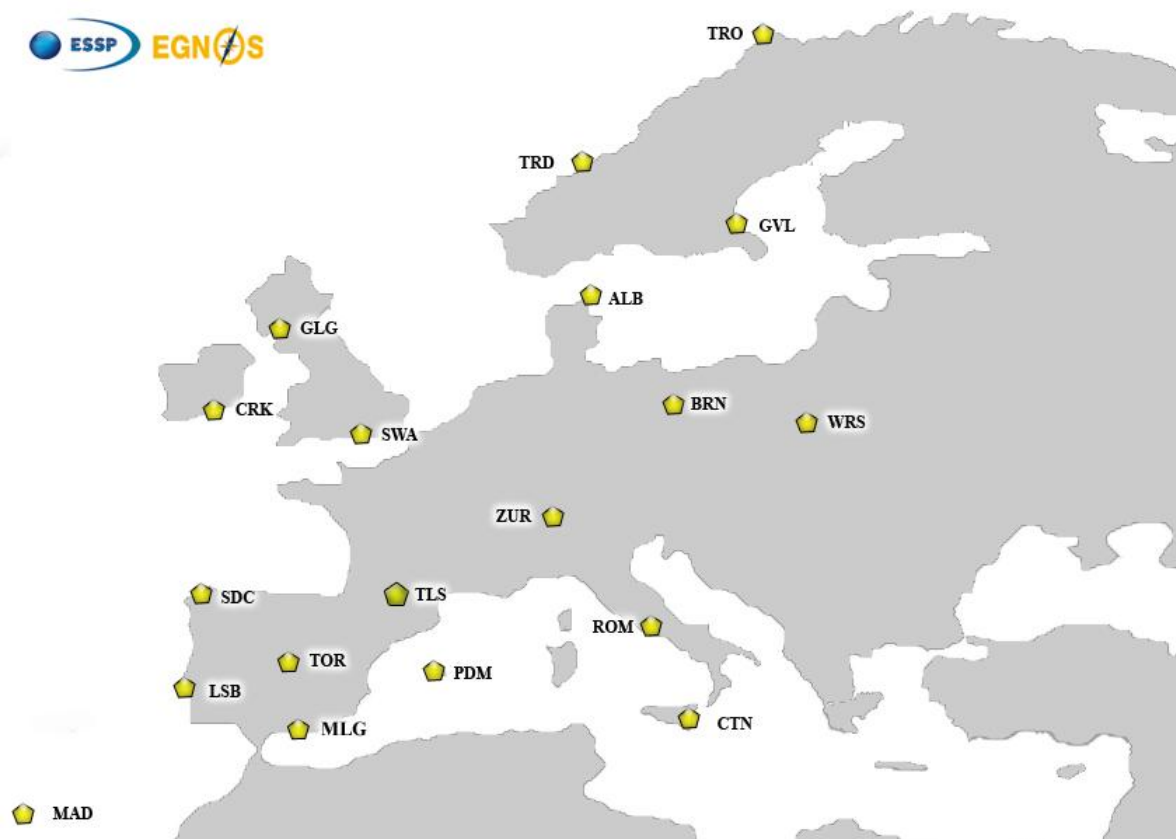 ESSP EGNOS
TRO
TRD
GVL
ALB
GLG
BRN
CRK
WRS
SWA
ZUR
SDC
TLS
ROM
TOR
PDM
LSB
CTN
MLG
MAD